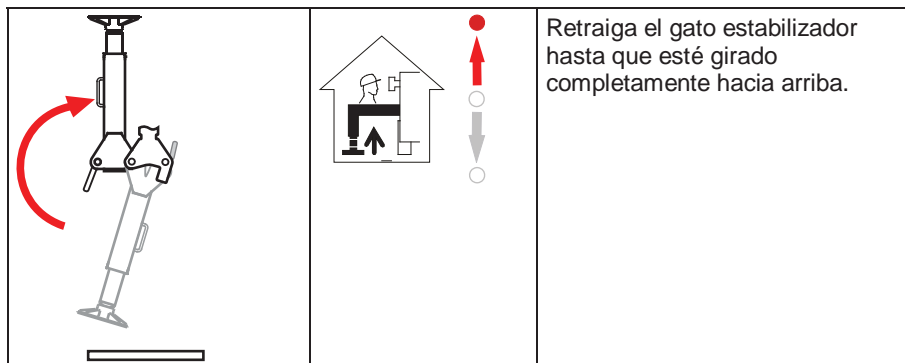 Retraiga el gato estabilizador
hasta que esté girado
completamente hacia arriba.